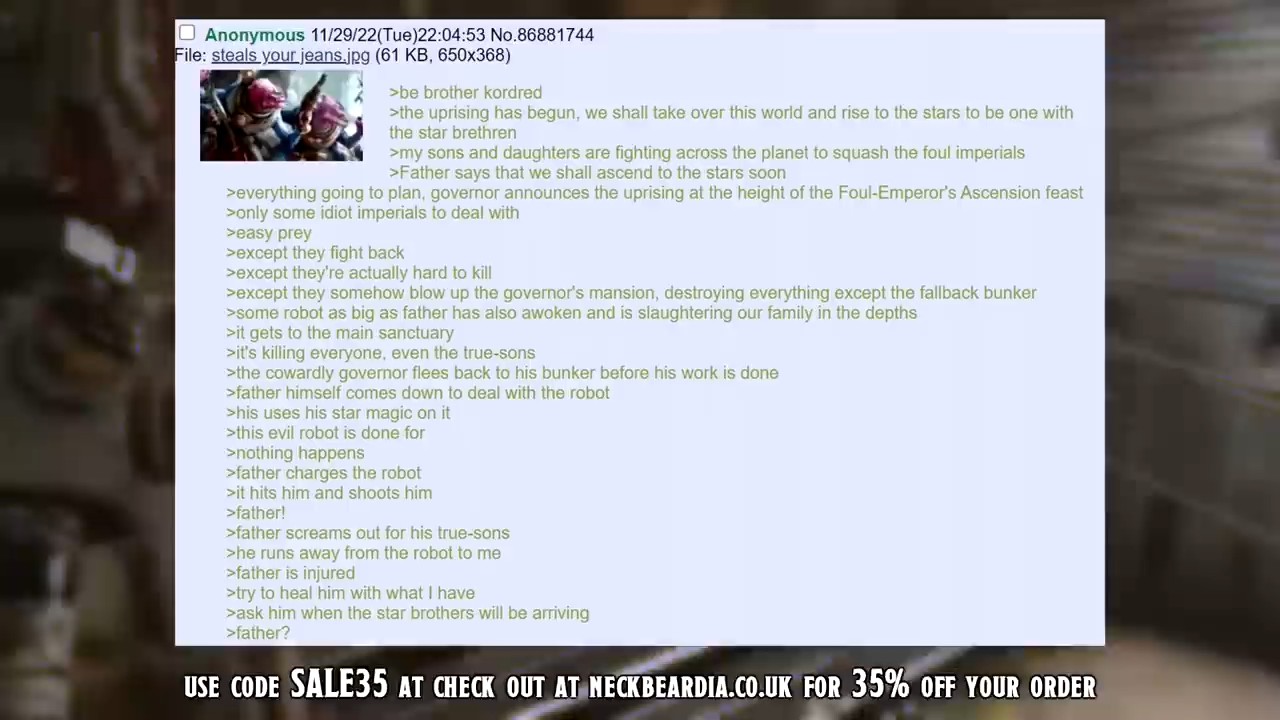 Anonymous 11/29/22(Tue)22:04:53 No.86881744
File: steals your jeans.jpg (61 KB, 650x368)
>be brother kordred
>the uprising has begun, we shall take over this world and rise to the stars to be one with
the star brethren
>my sons and daughters are fighting across the planet to squash the foul imperials
>Father says that we shall ascend to the stars soon
>everything going to plan, governor announces the uprising at the height of the Foul-Emperor's Ascension feast
>only some idiot imperials to deal with
>easy prey
>except they fight back
>except they're actually hard to kill
>except they somehow blow up the governor's mansion, destroying everything except the fallback bunker
>some robot as big as father has also awoken and is slaughtering our family in the depths
>it gets to the main sanctuary
>it's killing everyone, even the true-sons
>the cowardly governor flees back to his bunker before his work is done
>father himself comes down to deal with the robot
>his uses his star magic on it
>this evil robot is done for
>nothing happens
>father charges the robot
>it hits him and shoots him
>father!
>father screams out for his true-sons
>he runs away from the robot to me
>father is injured
>try to heal him with what I have
>ask him when the star brothers will be arriving
>father?
USE CODE SALE35 AT CHECK OUT AT NECKBEARDIA.CO.UK FOR 35% OFF YOUR ORDER